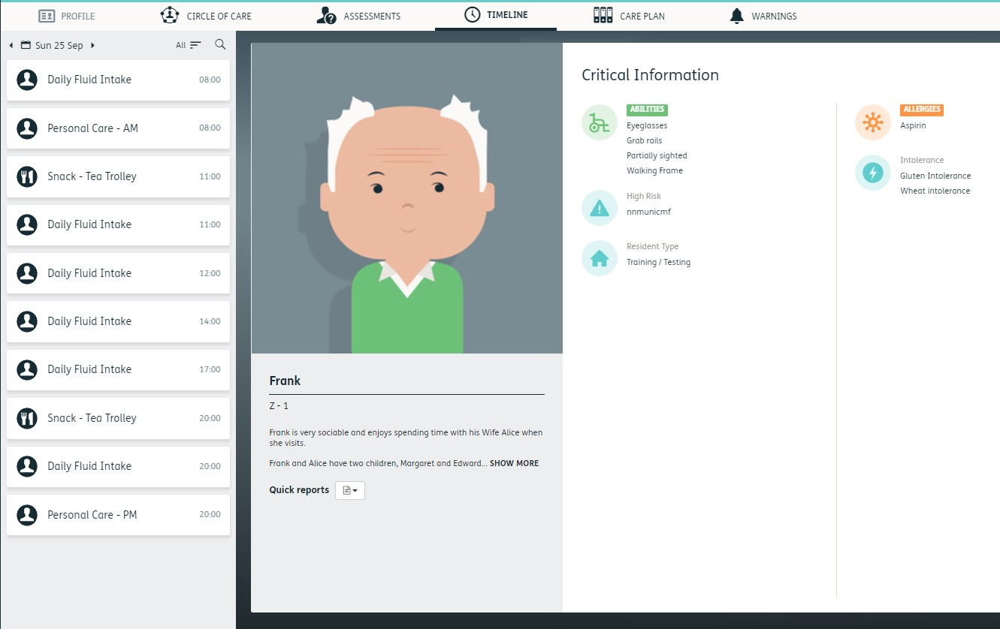 PROFILE
CIRCLE OF CARE
ASSESSMENTS
TIMELINE
CARE PLAN
WARNINGS
Sun 25 Sep
All
Daily Fluid Intake 08:00
Personal Care - AM 08:00
Snack - Tea Trolley 11:00
Daily Fluid Intake 11:00
Daily Fluid Intake 12:00
Daily Fluid Intake 14:00
Daily Fluid Intake 17:00
Snack - Tea Trolley 20:00
Daily Fluid Intake 20:00
Personal Care - PM 20:00
Frank
Z - 1
Frank is very sociable and enjoys spending time with his Wife Alice when
she visits.
Frank and Alice have two children, Margaret and Edward... SHOW MORE
Quick reports
Critical Information
ABILITIES
Eyeglasses
Grab rails
Partially sighted
Walking Frame
High Risk
nnmunicmf
Resident Type
Training / Testing
ALLERGIES
Aspirin
Intolerance
Gluten Intolerance
Wheat intolerance